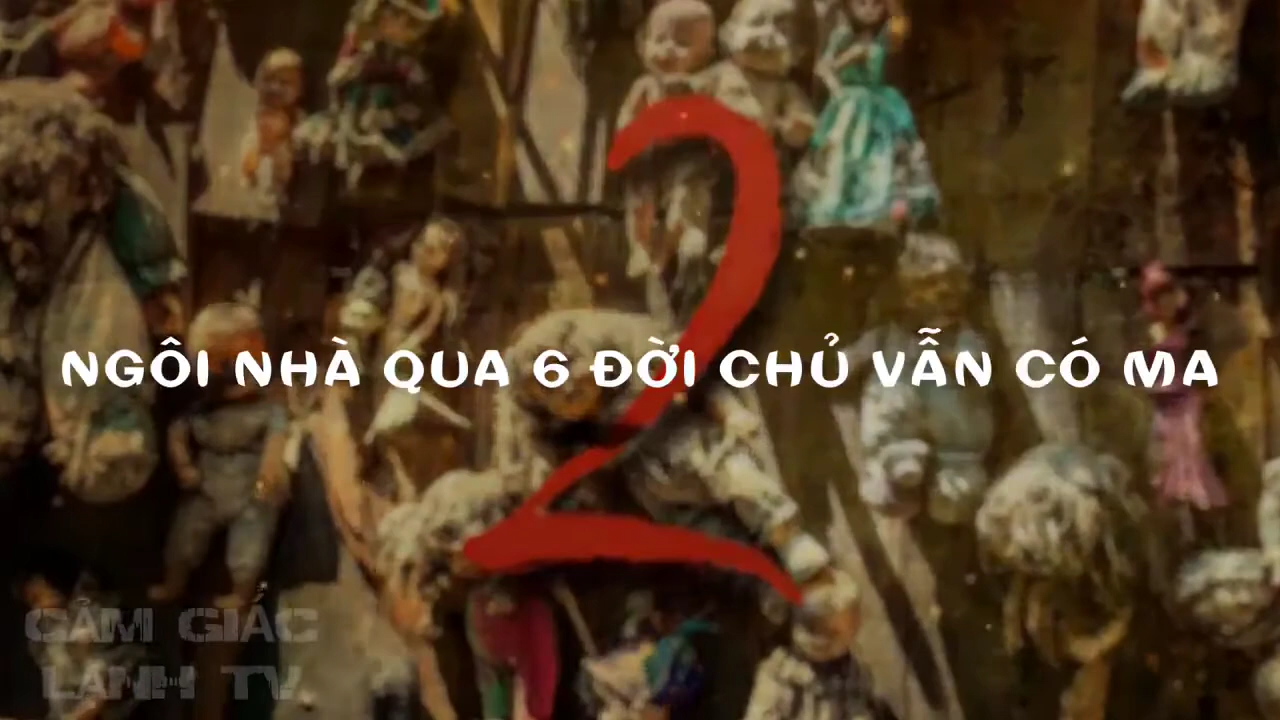 2
NGÔI NHÀ QUA 6 ĐỜI CHỦ VẪN CÓ MA
CẢM GIÁC
LẠNH TV